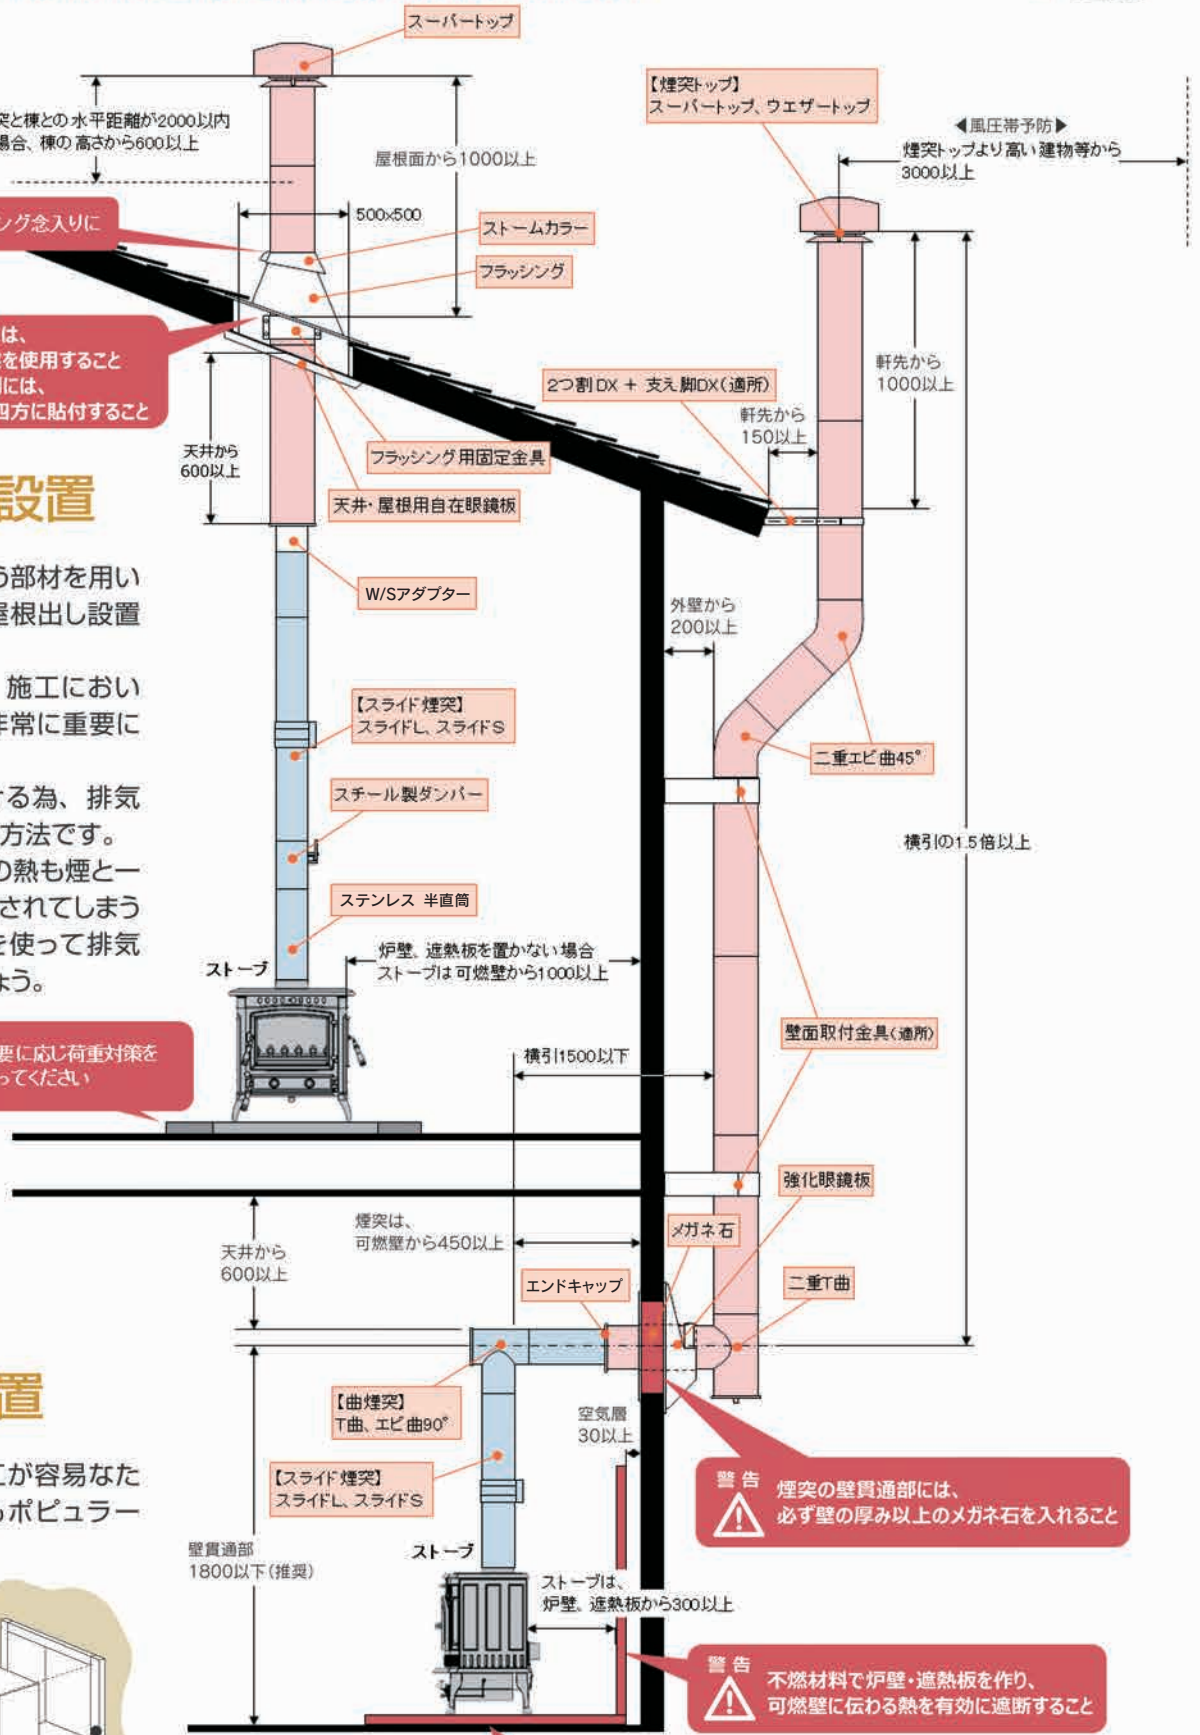 スーパートップ
突と棟との水平距離が2000以内
場合、棟の高さから600以上
屋根面から1000以上
【煙突トップ】
スーパートップ、ウエザートップ
◀風圧帯予防▶
煙突トップより高い建物等から
3000以上
ング念入りに
500×500
ストームカラー
フラッシング
は、
を使用すること
には、
四方に貼付すること
天井から
600以上
フラッシング用固定金具
天井・屋根用自在眼鏡板
2つ割DX + 支え脚DX(適所)
軒先から
150以上
軒先から
1000以上
設置
う部材を用い
屋根出し設置
施工におい
非常に重要に
ける為、排気
方法です。
の熱も煙と一
されてしまう
を使って排気
ょう。
W/Sアダプター
外壁から
200以上
【スライド煙突】
スライドL、スライドS
二重エビ曲45°
スチール製ダンパー
横引の1.5倍以上
ステンレス 半直筒
ストーブ
炉壁、遮熱板を置かない場合
ストーブは可燃壁から1000以上
要に応じ荷重対策を
ってください
横引1500以下
壁面取付金具(適所)
天井から
600以上
煙突は、
可燃壁から450以上
メガネ石
強化眼鏡板
エンドキャップ
二重T曲
置
【曲煙突】
T曲、エビ曲90°
空気層
30以上
工が容易なた
もポピュラー
【スライド煙突】
スライドL、スライドS
警告
煙突の壁貫通部には、
必ず壁の厚み以上のメガネ石を入れること
壁貫通部
1800以下(推奨)
ストーブ
ストーブは、
炉壁、遮熱板から300以上
警告
不燃材料で炉壁・遮熱板を作り、
可燃壁に伝わる熱を有効に遮断すること